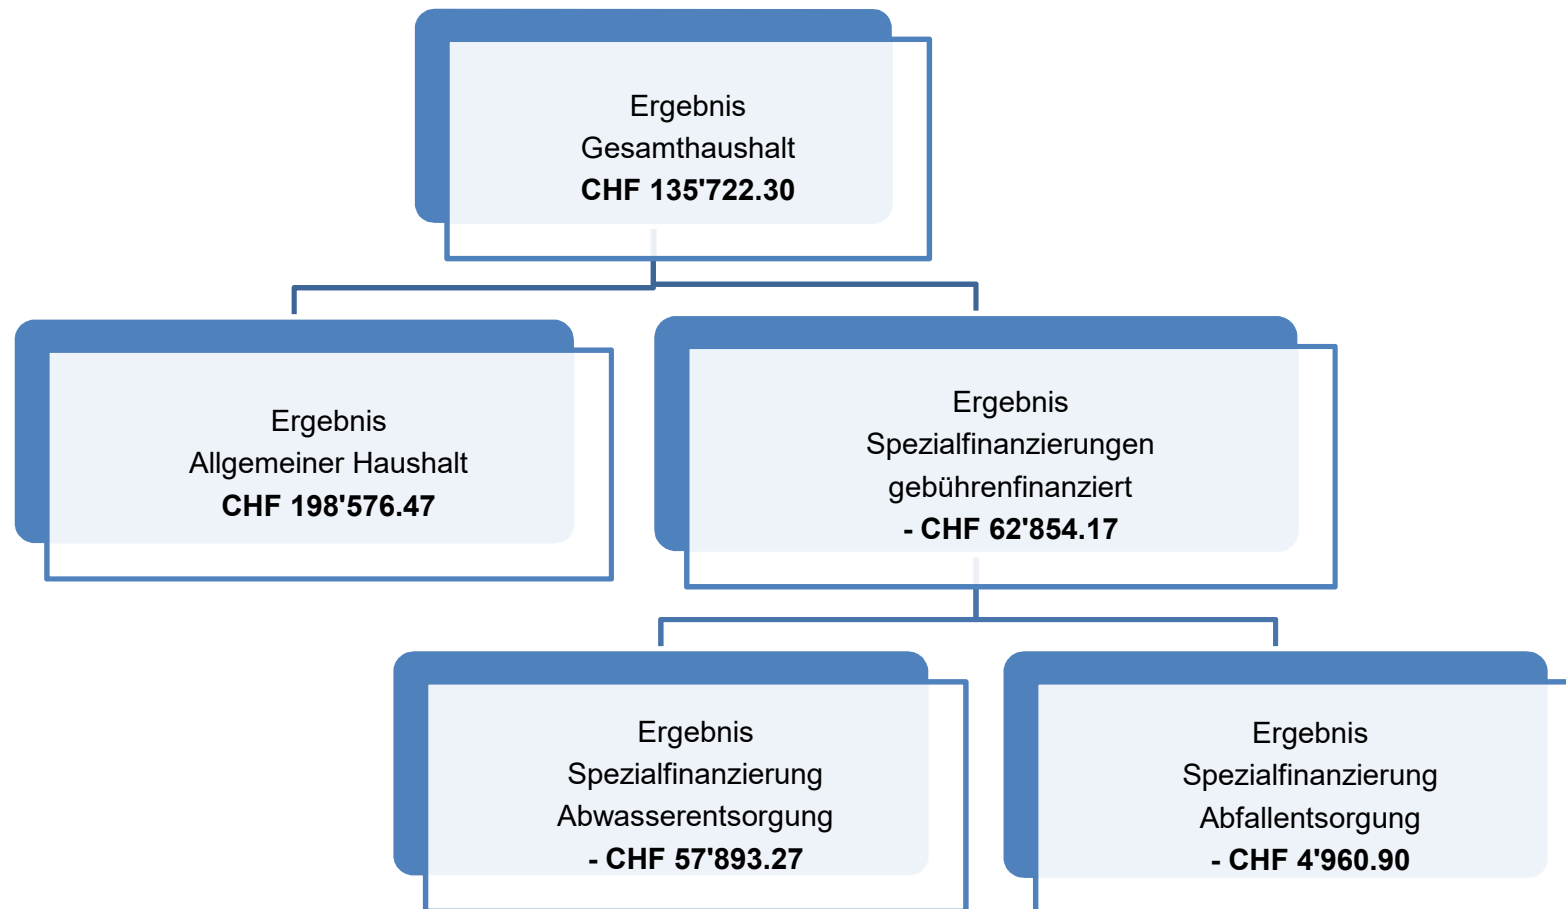 Ergebnis
Gesamthaushalt
CHF 135'722.30
Ergebnis
Allgemeiner Haushalt
CHF 198'576.47
Ergebnis
Spezialfinanzierungen
gebührenfinanziert
- CHF 62'854.17
Ergebnis
Spezialfinanzierung
Abwasserentsorgung
- CHF 57'893.27
Ergebnis
Spezialfinanzierung
Abfallentsorgung
- CHF 4'960.90